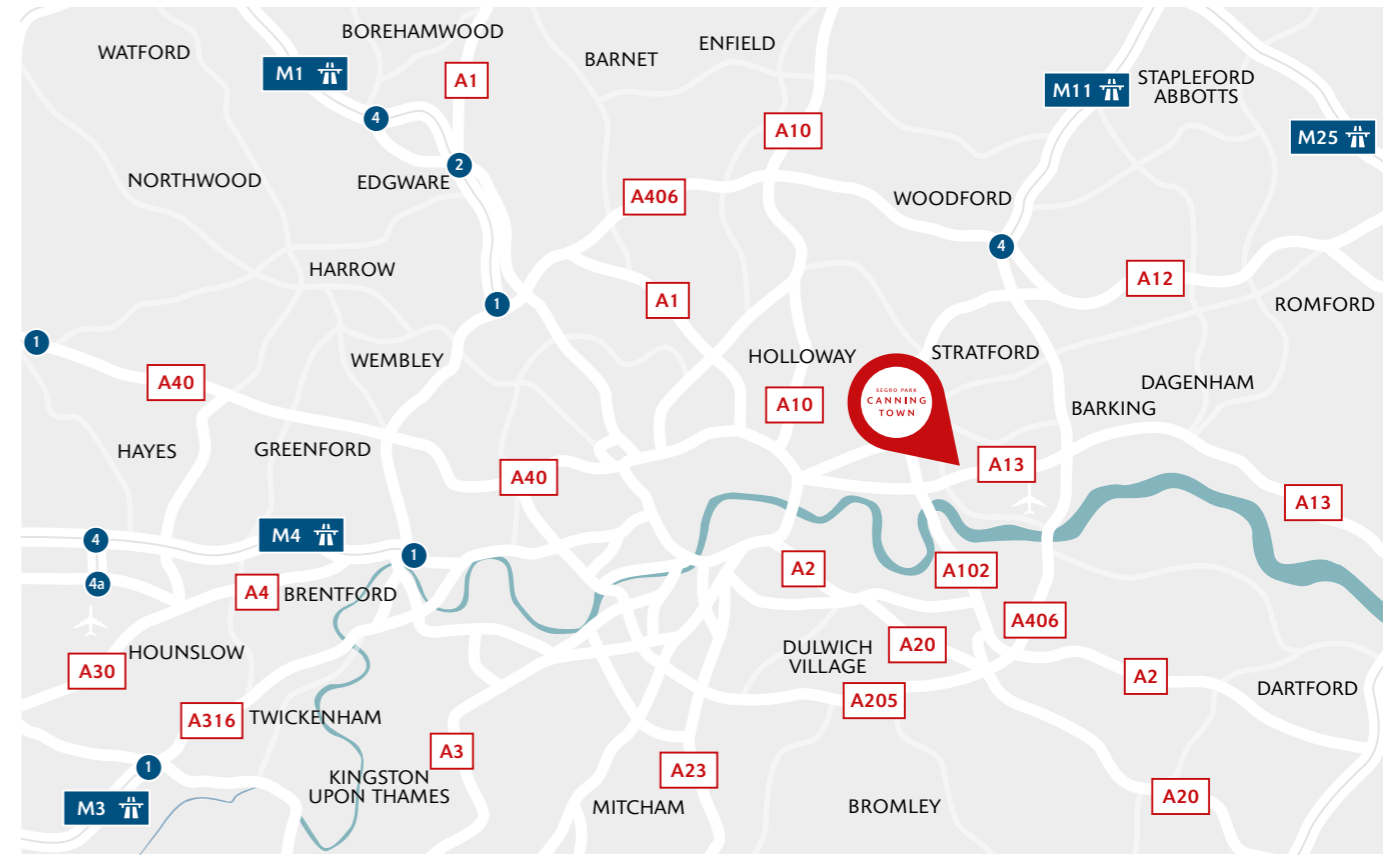 BOREHAMWOOD
WATFORD
ENFIELD
BARNET
M1
A1
STAPLEFORD
ABBOTTS
M11
4
A10
M25
2
NORTHWOOD
EDGWARE
A406
WOODFORD
4
HARROW
A12
A1
1
ROMFORD
1
WEMBLEY
HOLLOWAY
STRATFORD
A40
DAGENHAM
SEGRO PARK
CANNING
TOWN
A10
BARKING
HAYES
GREENFORD
A13
A40
A13
4
M4
1
4a
A4
BRENTFORD
A2
A102
A406
HOUNSLOW
DULWICH
VILLAGE
A20
A30
A2
DARTFORD
A316
TWICKENHAM
A205
A3
1
KINGSTON
UPON THAMES
A23
M3
MITCHAM
BROMLEY
A20